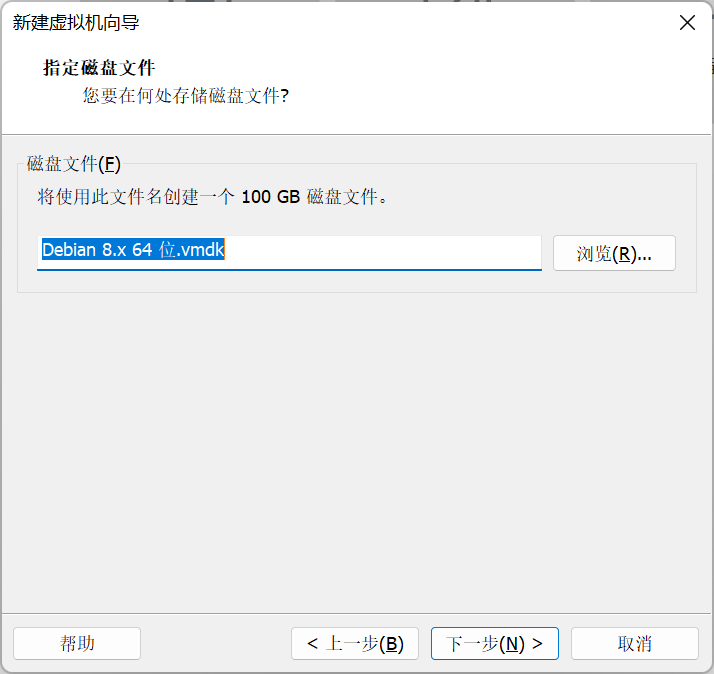 新建虚拟机向导
指定磁盘文件
您要在何处存储磁盘文件?
磁盘文件(F)
将使用此文件名创建一个 100 GB 磁盘文件。
Debian 8.x 64 位.vmdk
浏览(R)...
帮助
< 上一步(B)
下一步(N) >
取消